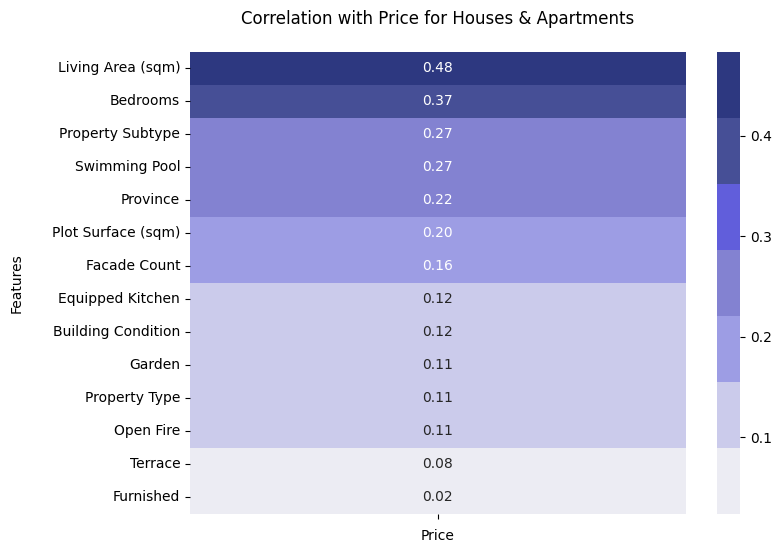 Correlation with Price for Houses & Apartments
Features
Living Area (sqm) 0.48
Bedrooms 0.37
Property Subtype 0.27
Swimming Pool 0.27
Province 0.22
Plot Surface (sqm) 0.20
Facade Count 0.16
Equipped Kitchen 0.12
Building Condition 0.12
Garden 0.11
Property Type 0.11
Open Fire 0.11
Terrace 0.08
Furnished 0.02
Price
0.4
0.3
0.2
0.1